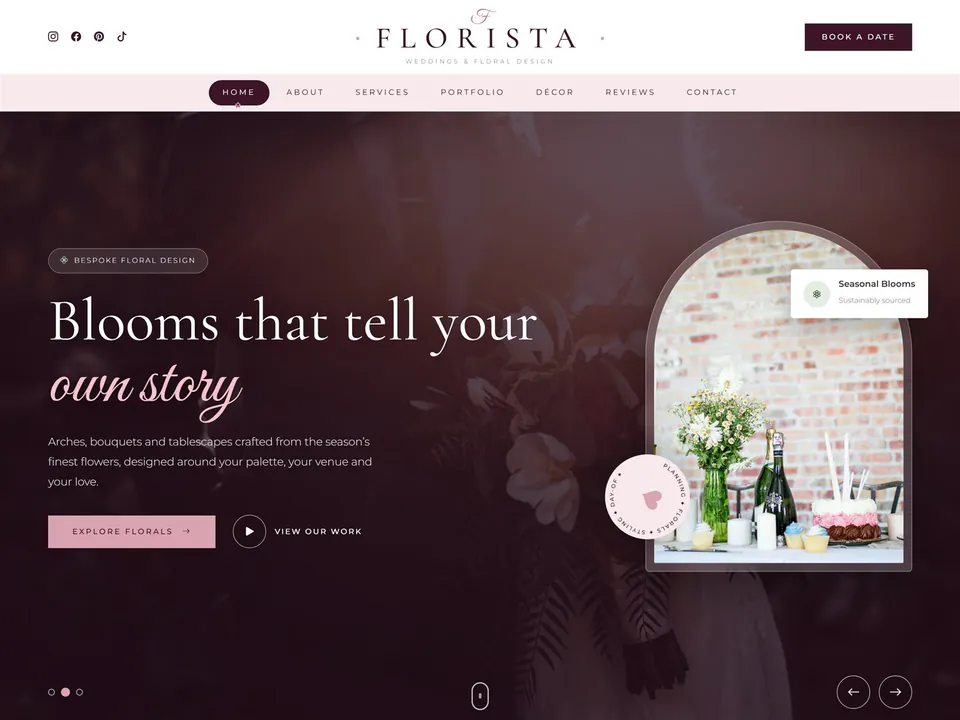 F
FLORISTA
WEDDINGS & FLORAL DESIGN
BOOK A DATE
HOME
ABOUT
SERVICES
PORTFOLIO
DÉCOR
REVIEWS
CONTACT
BESPOKE FLORAL DESIGN
Blooms that tell your
own story
Arches, bouquets and tablescapes crafted from the season's
finest flowers, designed around your palette, your venue and
your love.
EXPLORE FLORALS →
VIEW OUR WORK
Seasonal Blooms
Sustainably sourced
PLANNING • FLORALS • STYLING • DAY-OF •